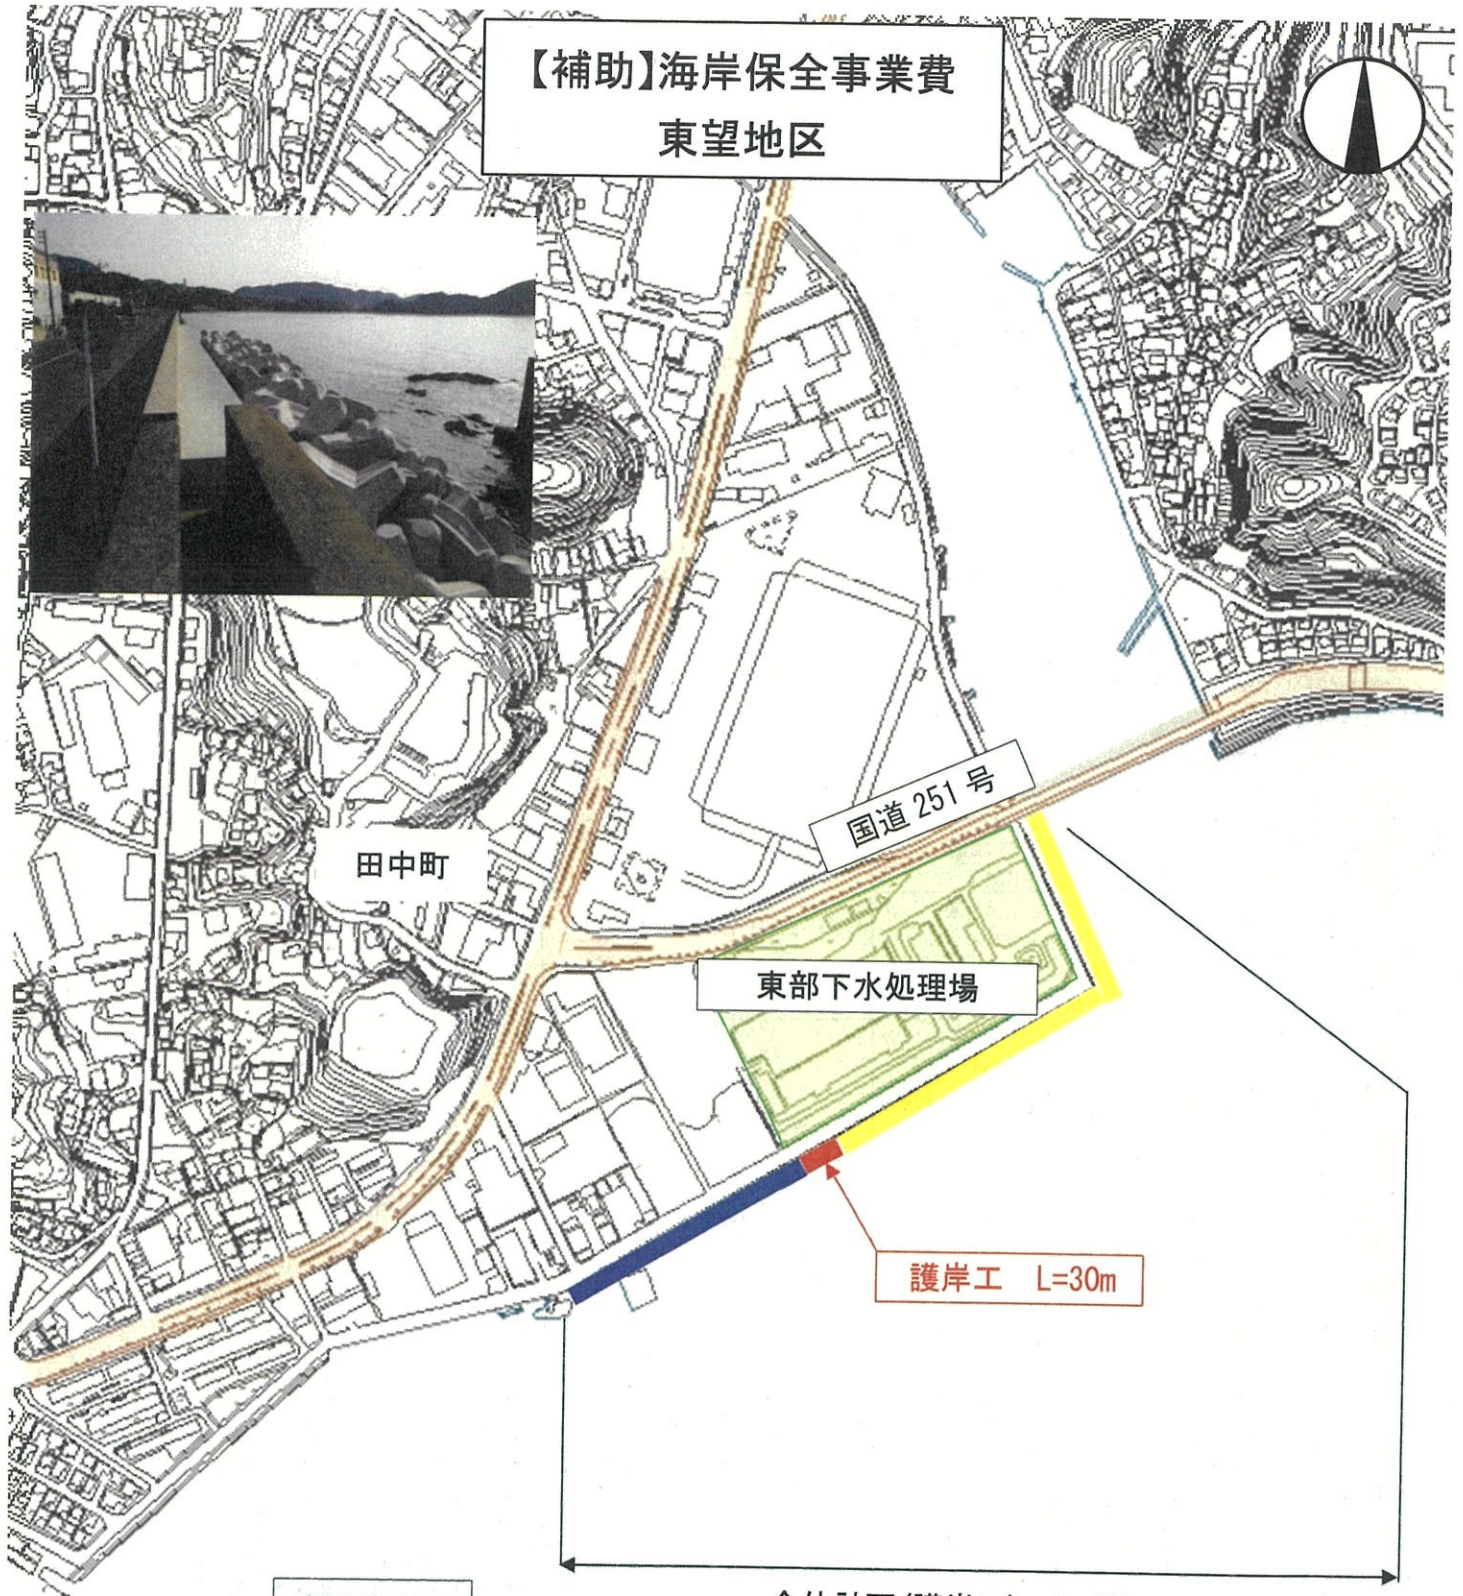 【補助】海岸保全事業費
東望地区
国道 251 号
田中町
東部下水処理場
護岸工 L=30m